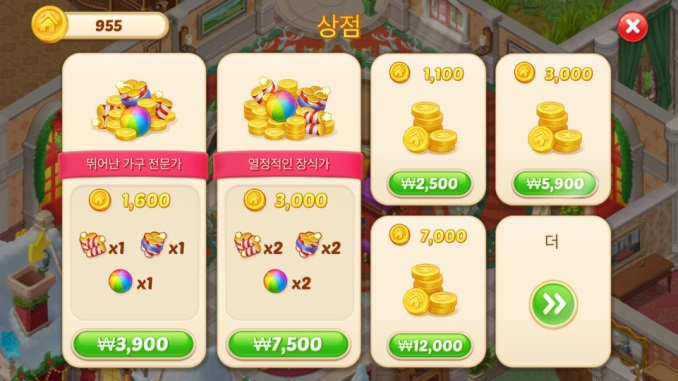 955
상점
뛰어난 가구 전문가
1,600
x1
x1
x1
₩3,900
열정적인 장식가
3,000
x2
x2
x2
₩7,500
1,100
₩2,500
3,000
₩5,900
7,000
₩12,000
더